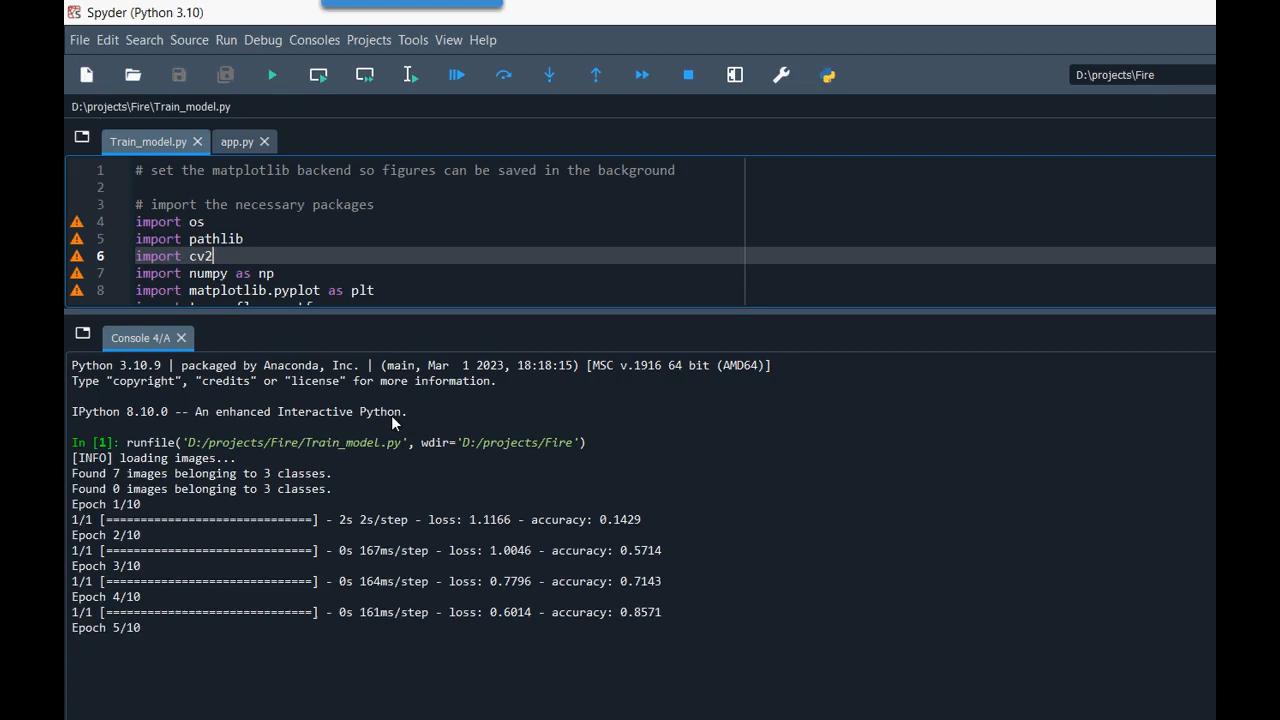 Spyder (Python 3.10)
File Edit Search Source Run Debug Consoles Projects Tools View Help
D:\projects\Fire
D:\projects\Fire\Train_model.py
Train_model.py app.py
1 # set the matplotlib backend so figures can be saved in the background
2
3 # import the necessary packages
4 import os
5 import pathlib
6 import cv2
7 import numpy as np
8 import matplotlib.pyplot as plt
Console 4/A
Python 3.10.9 | packaged by Anaconda, Inc. | (main, Mar  1 2023, 18:18:15) [MSC v.1916 64 bit (AMD64)]
Type "copyright", "credits" or "license" for more information.
IPython 8.10.0 -- An enhanced Interactive Python.
In [1]: runfile('D:/projects/Fire/Train_model.py', wdir='D:/projects/Fire')
[INFO] loading images...
Found 7 images belonging to 3 classes.
Found 0 images belonging to 3 classes.
Epoch 1/10
1/1 [==============================] - 2s 2s/step - loss: 1.1166 - accuracy: 0.1429
Epoch 2/10
1/1 [==============================] - 0s 167ms/step - loss: 1.0046 - accuracy: 0.5714
Epoch 3/10
1/1 [==============================] - 0s 164ms/step - loss: 0.7796 - accuracy: 0.7143
Epoch 4/10
1/1 [==============================] - 0s 161ms/step - loss: 0.6014 - accuracy: 0.8571
Epoch 5/10